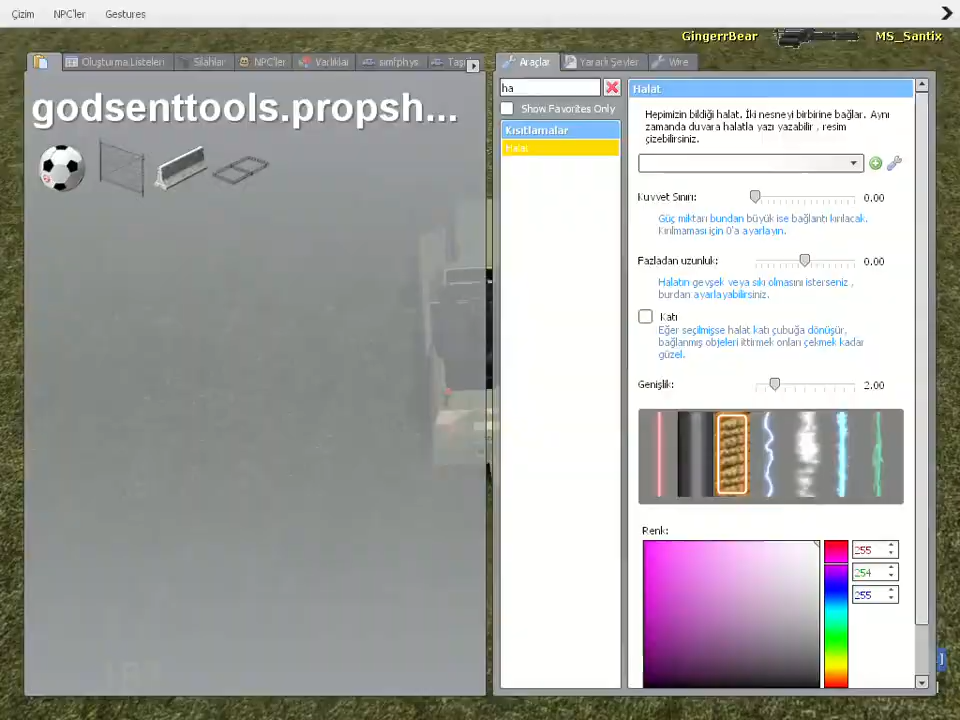 Çizim NPC'ler Gestures
GingerrBear MS_Santix
Oluşturma Listeleri Silahlar NPC'ler Varlıklar simfphys Taşı
Araçlar Yararlı Şeyler Wire
godsenttools.propsh...
ha
Show Favorites Only
Kısıtlamalar
Halat
Halat
Hepimizin bildiği halat. İki nesneyi birbirine bağlar. Aynı
zamanda duvara halatla yazı yazabilir , resim
çizebilirsiniz.
Kuvvet Sınırı: 0.00
Güç miktarı bundan büyük ise bağlantı kırılacak.
Kırılmaması için 0'a ayarlayın.
Fazladan uzunluk: 0.00
Halatın gevşek veya sıkı olmasını isterseniz ,
burdan ayarlayabilirsiniz.
Katı
Eğer seçilmişse halat katı çubuğa dönüşür,
bağlanmış objeleri ittirmek onları çekmek kadar
güzel.
Genişlik: 2.00
Renk:
255
254
255